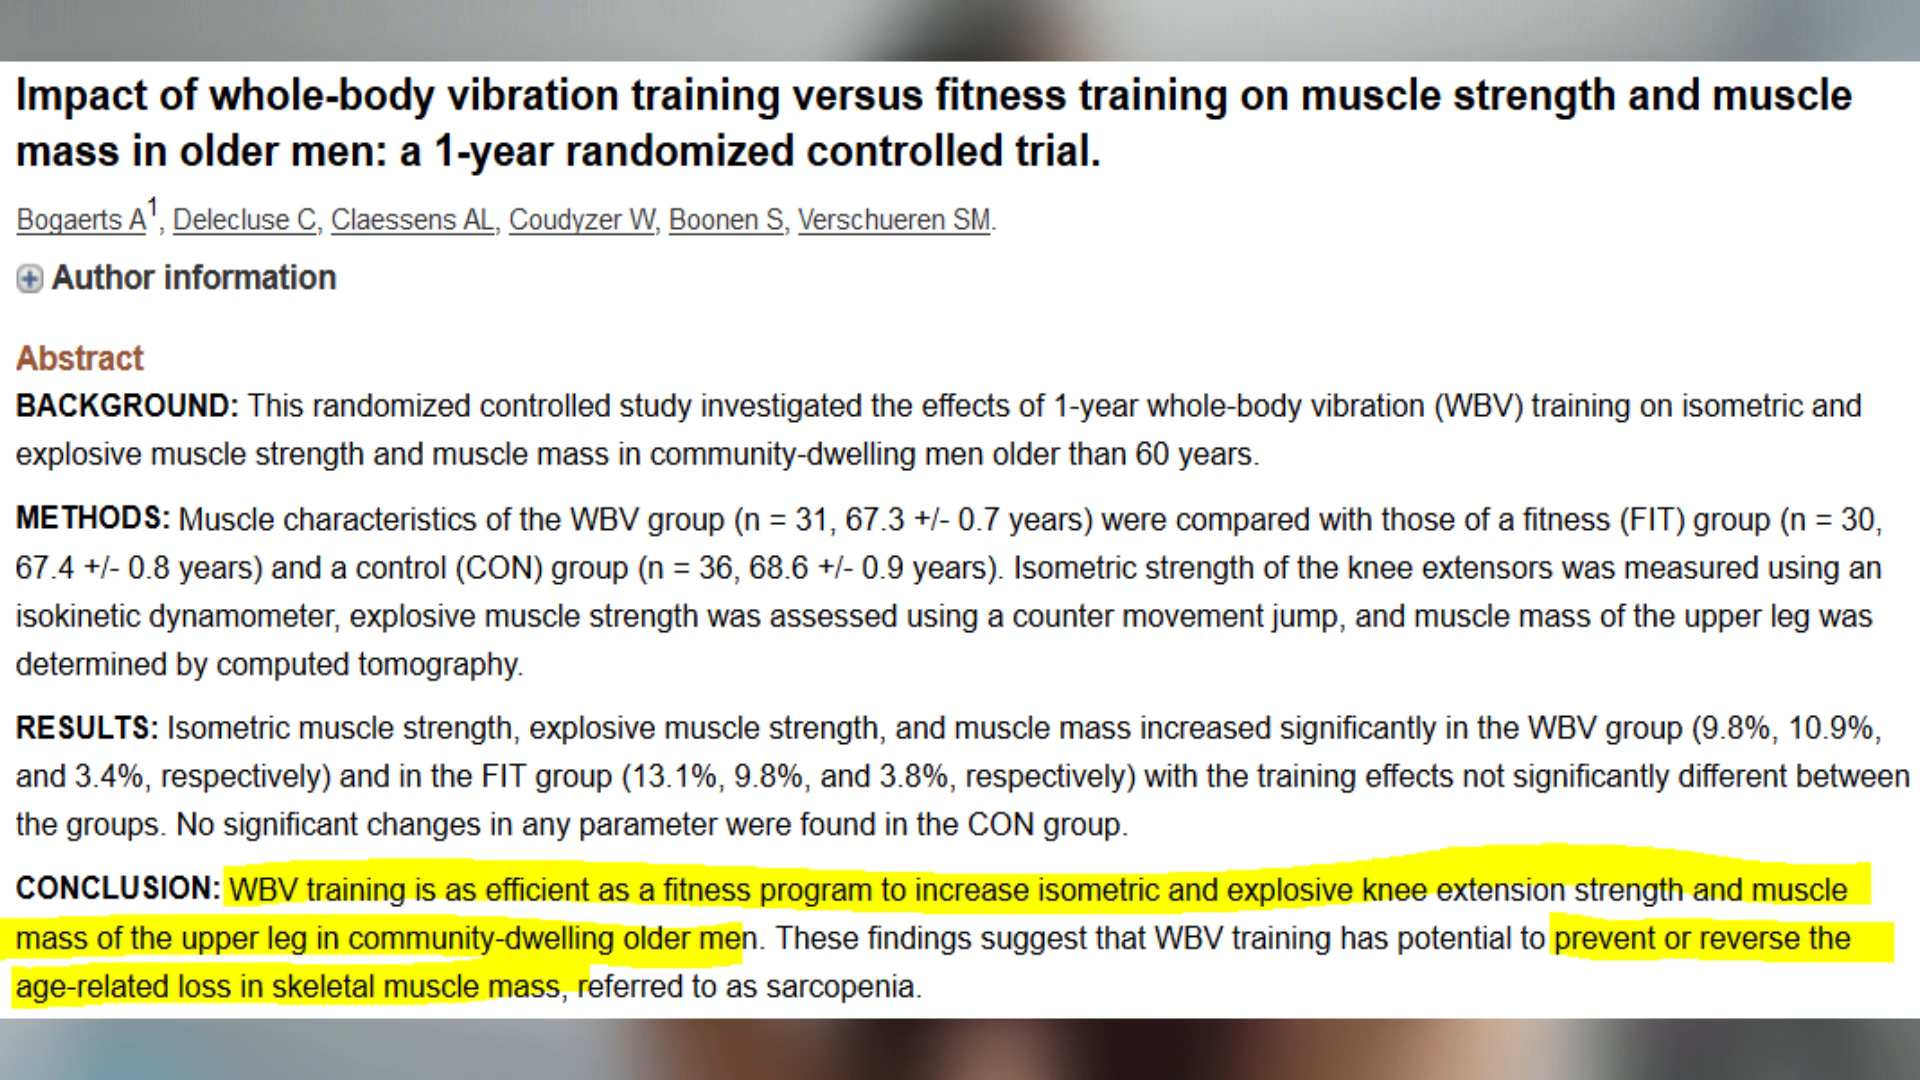 Impact of whole-body vibration training versus fitness training on muscle strength and muscle
mass in older men: a 1-year randomized controlled trial.
Bogaerts A1, Delecluse C, Claessens AL, Coudyzer W, Boonen S, Verschueren SM.
Author information
Abstract
BACKGROUND: This randomized controlled study investigated the effects of 1-year whole-body vibration (WBV) training on isometric and
explosive muscle strength and muscle mass in community-dwelling men older than 60 years.
METHODS: Muscle characteristics of the WBV group (n = 31, 67.3 +/- 0.7 years) were compared with those of a fitness (FIT) group (n = 30,
67.4 +/- 0.8 years) and a control (CON) group (n = 36, 68.6 +/- 0.9 years). Isometric strength of the knee extensors was measured using an
isokinetic dynamometer, explosive muscle strength was assessed using a counter movement jump, and muscle mass of the upper leg was
determined by computed tomography.
RESULTS: Isometric muscle strength, explosive muscle strength, and muscle mass increased significantly in the WBV group (9.8%, 10.9%,
and 3.4%, respectively) and in the FIT group (13.1%, 9.8%, and 3.8%, respectively) with the training effects not significantly different between
the groups. No significant changes in any parameter were found in the CON group.
CONCLUSION: WBV training is as efficient as a fitness program to increase isometric and explosive knee extension strength and muscle
mass of the upper leg in community-dwelling older men. These findings suggest that WBV training has potential to prevent or reverse the
age-related loss in skeletal muscle mass, referred to as sarcopenia.